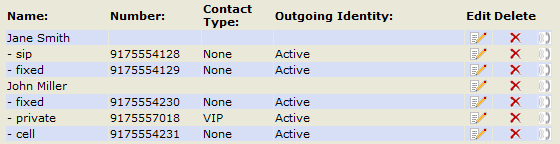 Name: Number: Contact Type: Outgoing Identity: Edit Delete
Jane Smith
- sip 9175554128 None Active
- fixed 9175554129 None Active
John Miller
- fixed 9175554230 None Active
- private 9175557018 VIP Active
- cell 9175554231 None Active